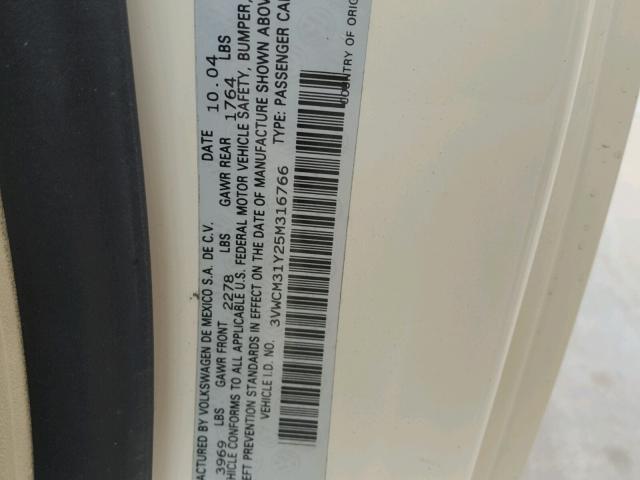 ACTURED BY VOLKSWAGEN DE MEXICO S.A. DE C.V. DATE 10.04
3969 LBS GAWR FRONT 2278 LBS GAWR REAR 1764 LBS
EHICLE CONFORMS TO ALL APPLICABLE U.S. FEDERAL MOTOR VEHICLE SAFETY, BUMPER,
EFT PREVENTION STANDARDS IN EFFECT ON THE DATE OF MANUFACTURE SHOWN ABOV
VEHICLE I.D. NO. 3VWCM31Y25M316766 TYPE: PASSENGER CA
COUNTRY OF ORIG